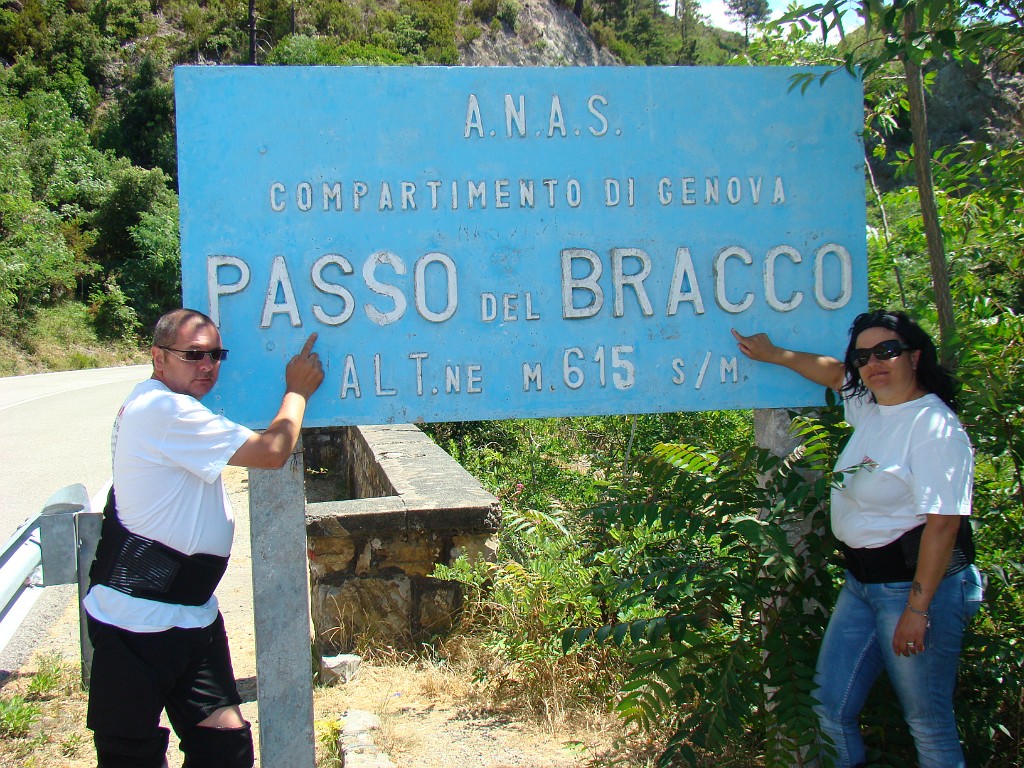 A.N.A.S.
COMPARTIMENTO DI GENOVA
PASSO DEL BRACCO
ALT.NE M. 615 S/M.